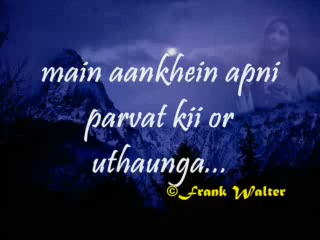 main aankhein apni
parvat kii or
uthaunga...
©Frank Walter